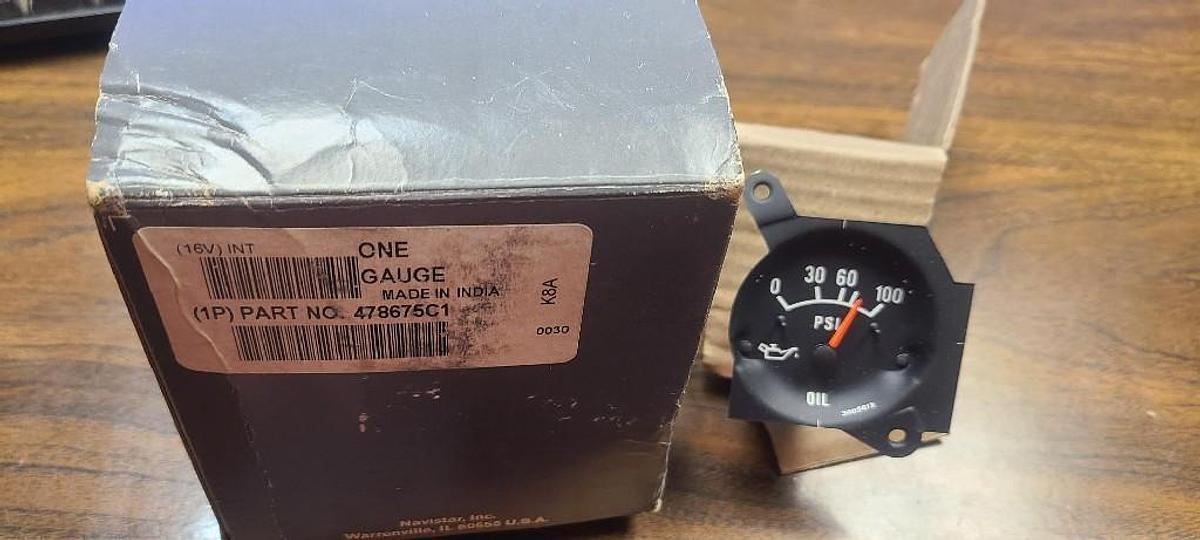 (16V) INT
ONE
GAUGE
MADE IN INDIA
(1P) PART NO. 478675C1
K8A
0030
Navistar, Inc.
Warrenville, IL 60555 U.S.A.
0 30 60 100
PSI
OIL